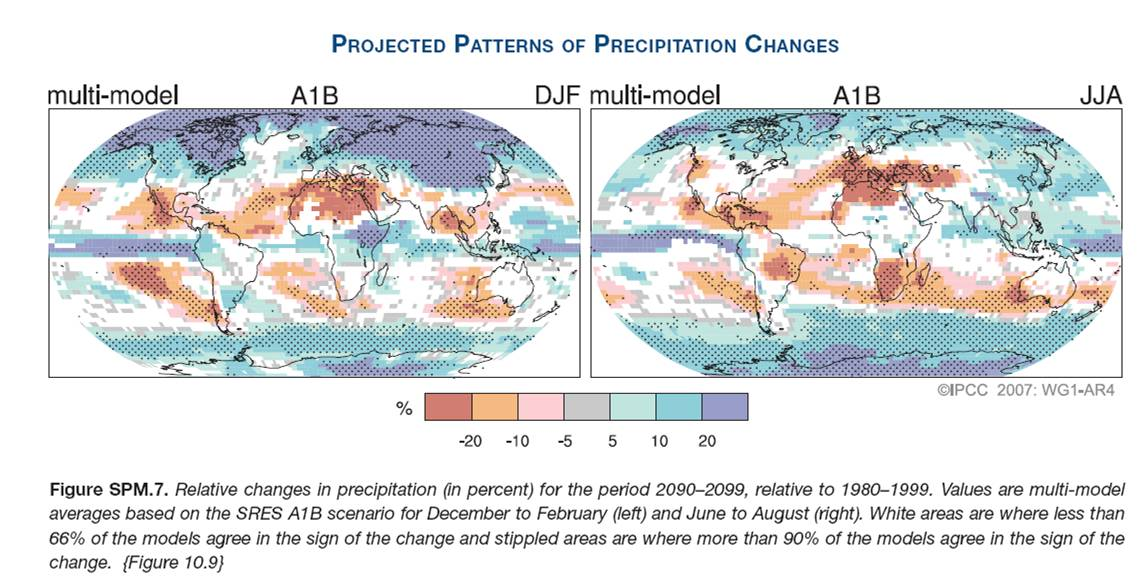 PROJECTED PATTERNS OF PRECIPITATION CHANGES
multi-model A1B DJF multi-model A1B JJA
©IPCC 2007: WG1-AR4
%
-20 -10 -5 5 10 20
Figure SPM.7. Relative changes in precipitation (in percent) for the period 2090–2099, relative to 1980–1999. Values are multi-model
averages based on the SRES A1B scenario for December to February (left) and June to August (right). White areas are where less than
66% of the models agree in the sign of the change and stippled areas are where more than 90% of the models agree in the sign of the
change. {Figure 10.9}